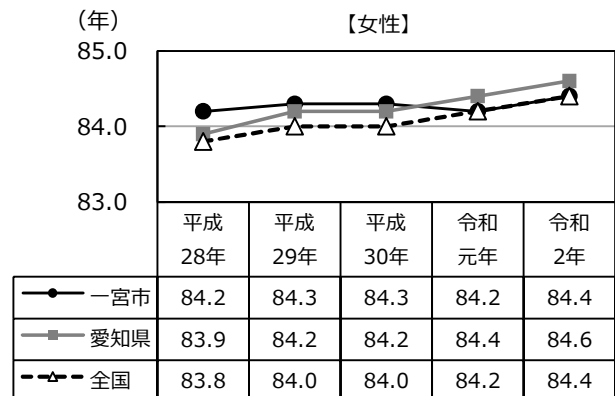 （年）
【女性】
85.0
84.0
83.0
平成 平成 平成 令和 令和
28年 29年 30年 元年 2年
一宮市 84.2 84.3 84.3 84.2 84.4
愛知県 83.9 84.2 84.2 84.4 84.6
全国 83.8 84.0 84.0 84.2 84.4